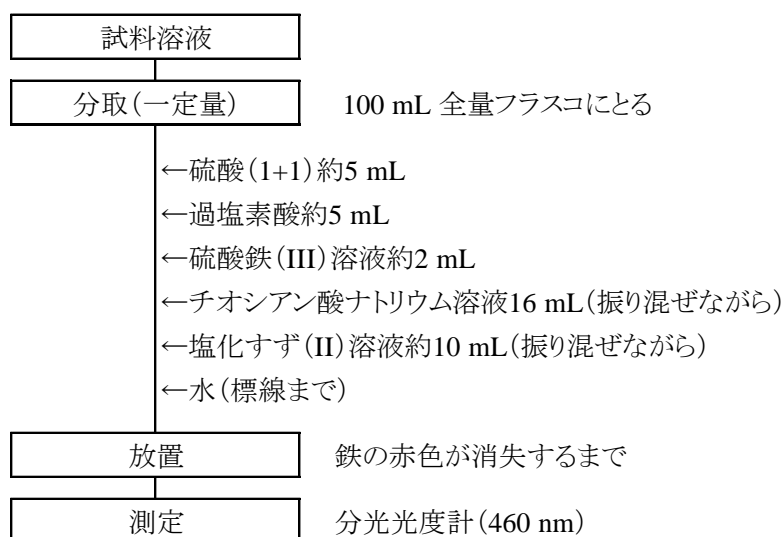 試料溶液
分取(一定量) 100 mL 全量フラスコにとる
←硫酸(1+1)約5 mL
←過塩素酸約5 mL
←硫酸鉄(III)溶液約2 mL
←チオシアン酸ナトリウム溶液16 mL(振り混ぜながら)
←塩化すず(II)溶液約10 mL(振り混ぜながら)
←水(標線まで)
放置 鉄の赤色が消失するまで
測定 分光光度計(460 nm)